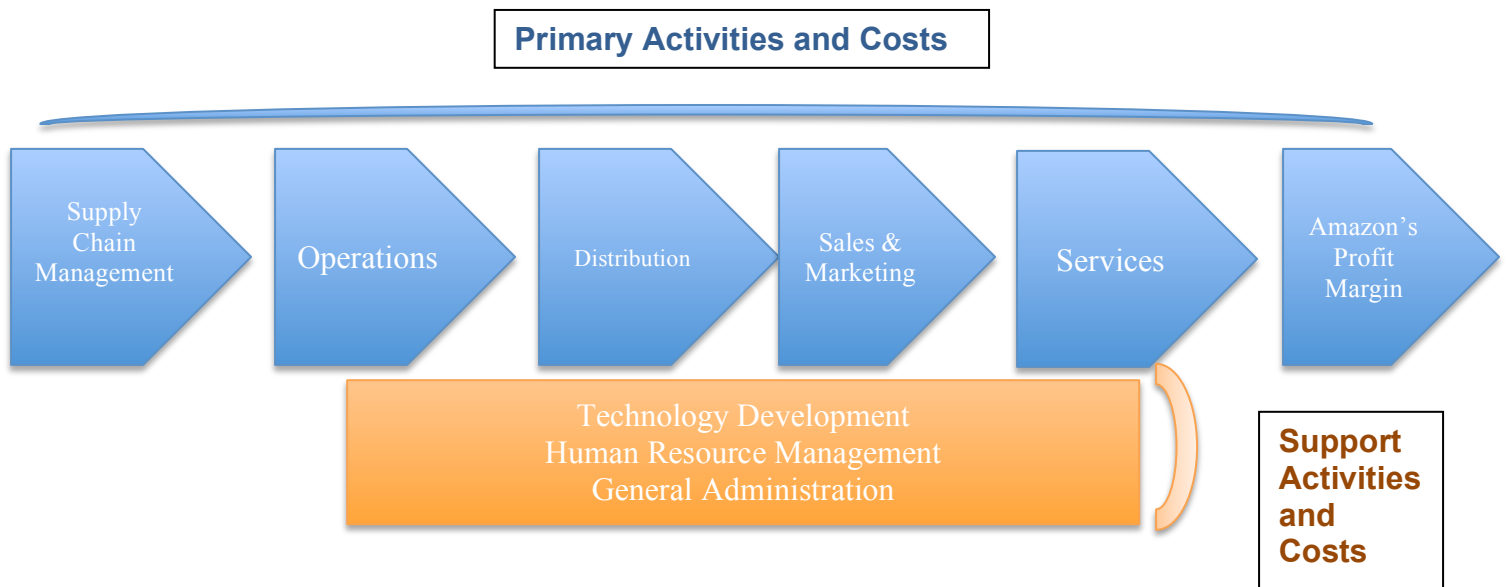 Primary Activities and Costs
Supply
Chain
Management
Operations
Distribution
Sales &
Marketing
Services
Amazon’s
Profit
Margin
Technology Development
Human Resource Management
General Administration
Support
Activities
and
Costs